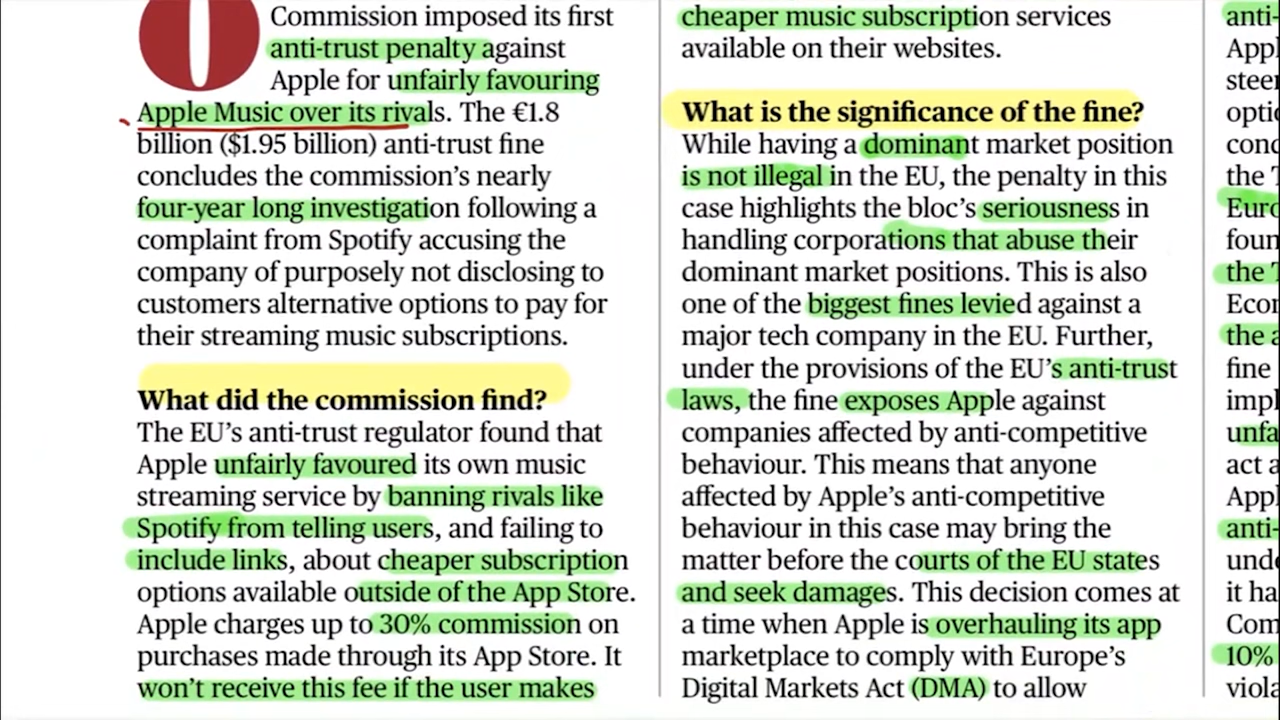 Commission imposed its first
anti-trust penalty against
Apple for unfairly favouring
Apple Music over its rivals. The €1.8
billion ($1.95 billion) anti-trust fine
concludes the commission’s nearly
four-year long investigation following a
complaint from Spotify accusing the
company of purposely not disclosing to
customers alternative options to pay for
their streaming music subscriptions.
What did the commission find?
The EU’s anti-trust regulator found that
Apple unfairly favoured its own music
streaming service by banning rivals like
Spotify from telling users, and failing to
include links, about cheaper subscription
options available outside of the App Store.
Apple charges up to 30% commission on
purchases made through its App Store. It
won’t receive this fee if the user makes
cheaper music subscription services
available on their websites.
What is the significance of the fine?
While having a dominant market position
is not illegal in the EU, the penalty in this
case highlights the bloc’s seriousness in
handling corporations that abuse their
dominant market positions. This is also
one of the biggest fines levied against a
major tech company in the EU. Further,
under the provisions of the EU’s anti-trust
laws, the fine exposes Apple against
companies affected by anti-competitive
behaviour. This means that anyone
affected by Apple’s anti-competitive
behaviour in this case may bring the
matter before the courts of the EU states
and seek damages. This decision comes at
a time when Apple is overhauling its app
marketplace to comply with Europe’s
Digital Markets Act (DMA) to allow
anti-
the
fine
act a
anti-
it ha
10%